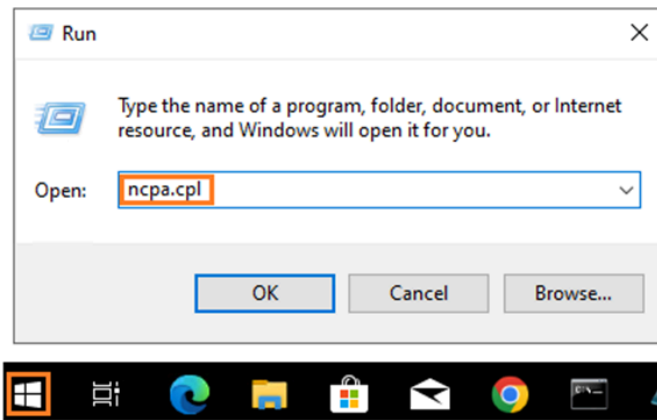 Run
Type the name of a program, folder, document, or Internet
resource, and Windows will open it for you.
Open:
ncpa.cpl
OK
Cancel
Browse...